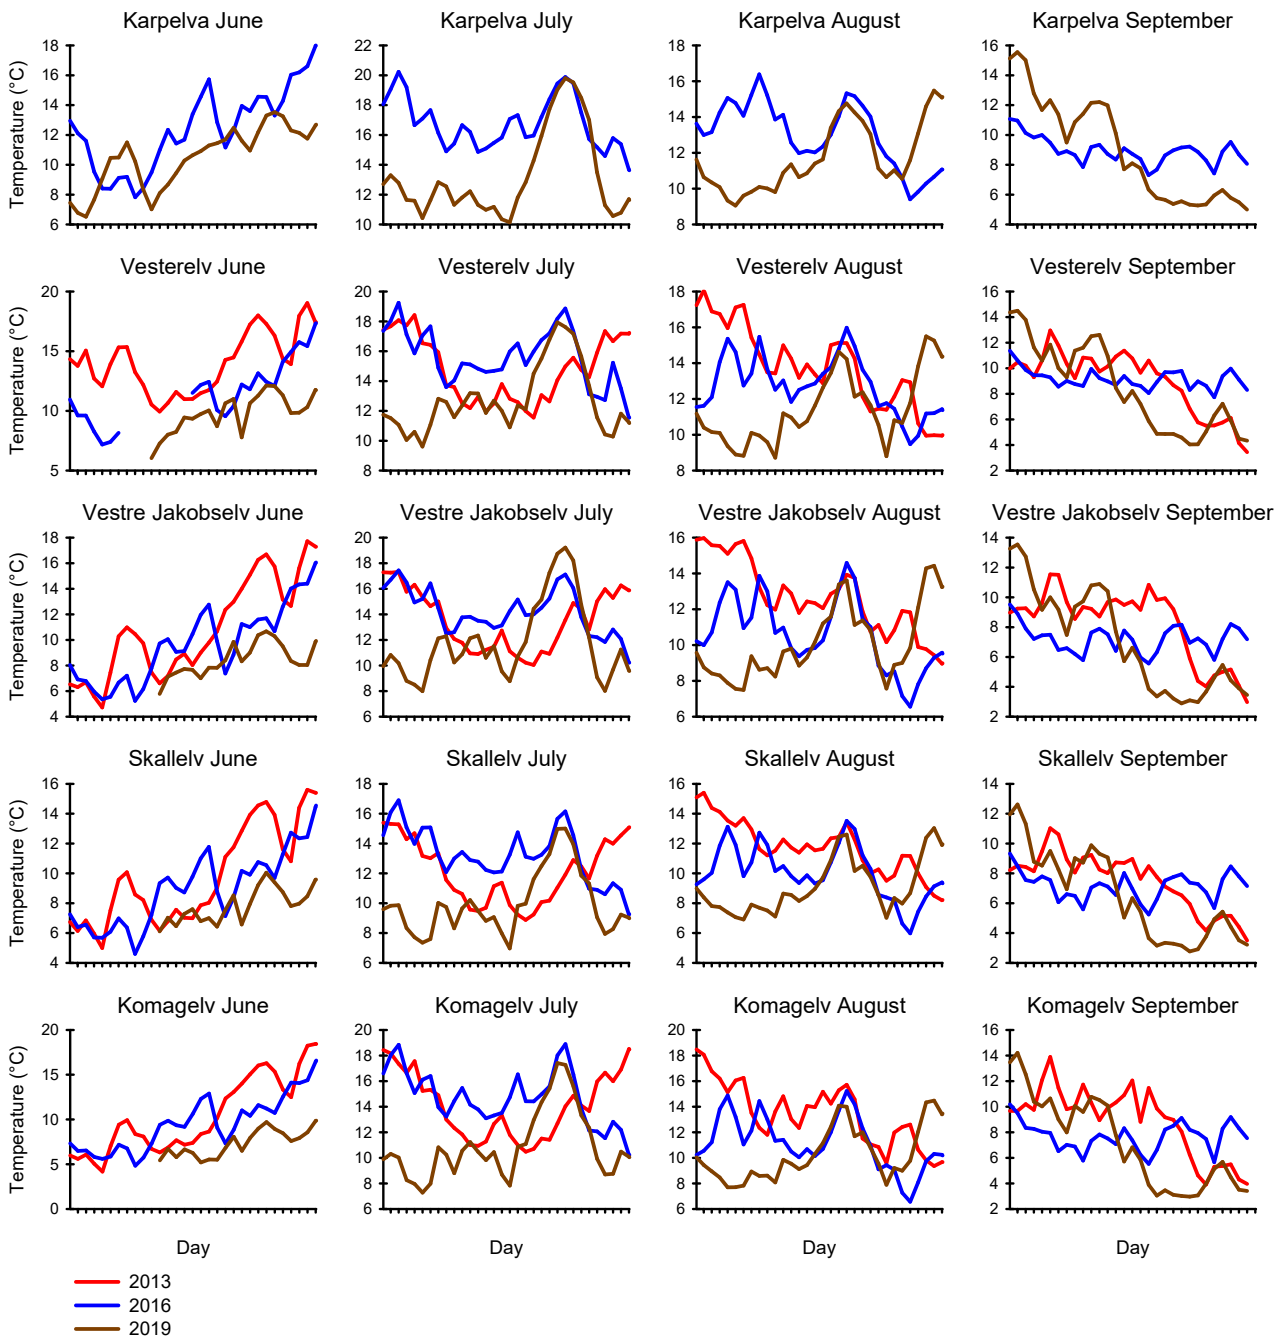 Karpelva June Karpelva July Karpelva August Karpelva September
Temperature (°C)
18 16 14 12 10 8 6
22 20 18 16 14 12 10
18 16 14 12 10 8
16 14 12 10 8 6 4
Vesterelv June Vesterelv July Vesterelv August Vesterelv September
Temperature (°C)
20 15 10 5
20 18 16 14 12 10 8
18 16 14 12 10 8
16 14 12 10 8 6 4 2
Vestre Jakobselv June Vestre Jakobselv July Vestre Jakobselv August Vestre Jakobselv September
Temperature (°C)
18 16 14 12 10 8 6 4
20 18 16 14 12 10 8 6
16 14 12 10 8 6
14 12 10 8 6 4 2
Skallelv June Skallelv July Skallelv August Skallelv September
Temperature (°C)
16 14 12 10 8 6 4
18 16 14 12 10 8 6
16 14 12 10 8 6 4
14 12 10 8 6 4 2
Komagelv June Komagelv July Komagelv August Komagelv September
Temperature (°C)
20 15 10 5 0
20 18 16 14 12 10 8 6
20 18 16 14 12 10 8 6
16 14 12 10 8 6 4 2
Day Day Day Day
2013
2016
2019